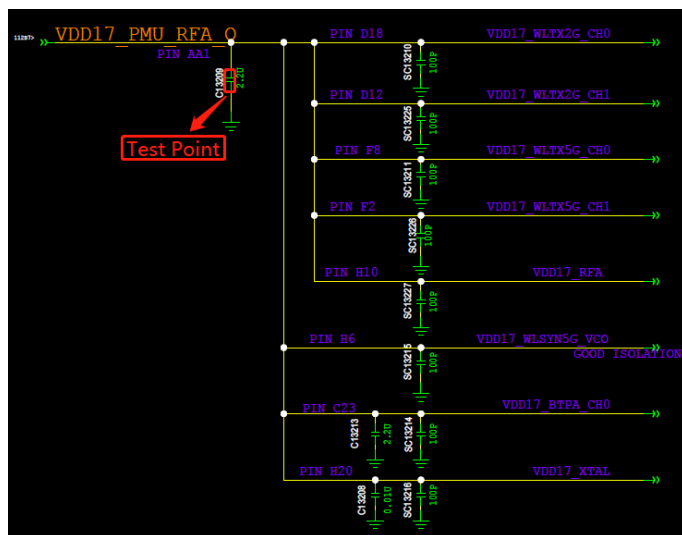 11287>
VDD17_PMU_RFA_O
PIN AA1
C13209
2.2U
Test Point
PIN D18
VDD17_WLTX2G_CH0
SC13210
100P
PIN D12
VDD17_WLTX2G_CH1
SC13225
100P
PIN F8
VDD17_WLTX5G_CH0
SC13211
100P
PIN F2
VDD17_WLTX5G_CH1
SC13226
100P
PIN H10
VDD17_RFA
SC13227
100P
PIN H6
VDD17_WLSYN5G_VCO
GOOD ISOLATION
SC13215
100P
PIN C23
VDD17_BTPA_CH0
C13213
2.2U
SC13214
100P
PIN H20
VDD17_XTAL
C13208
0.01U
SC13216
100P